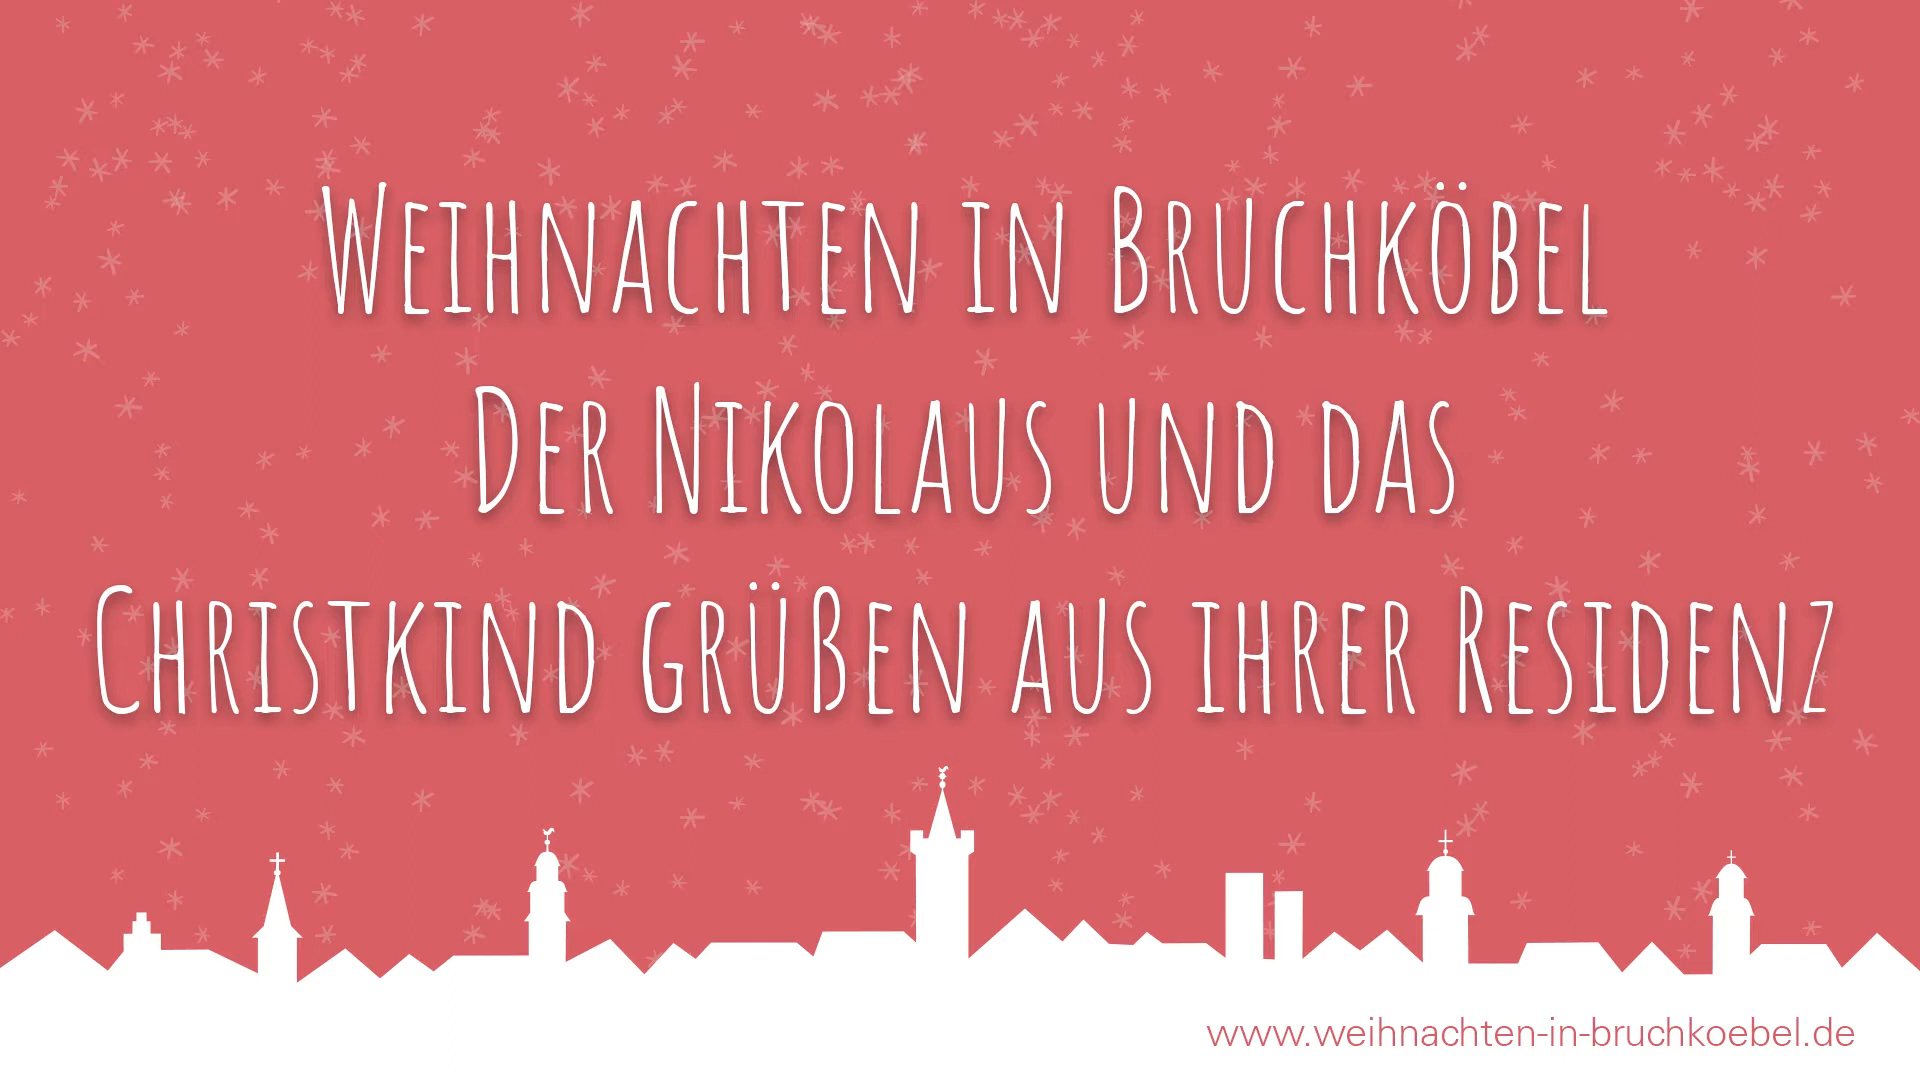 Weihnachten in Bruchköbel
Der Nikolaus und das
Christkind grüßen aus ihrer Residenz
www.weihnachten-in-bruchkoebel.de